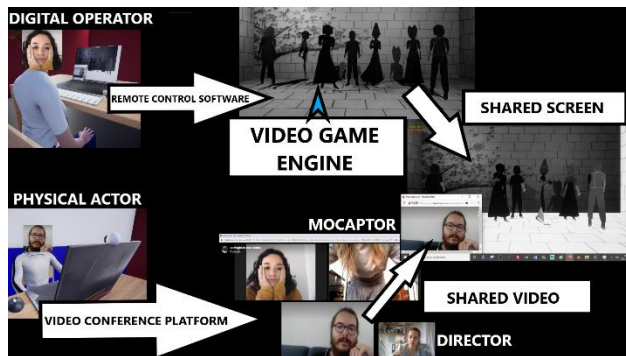 DIGITAL OPERATOR
REMOTE CONTROL SOFTWARE
VIDEO GAME
ENGINE
SHARED SCREEN
PHYSICAL ACTOR
MOCAPTOR
VIDEO CONFERENCE PLATFORM
SHARED VIDEO
DIRECTOR